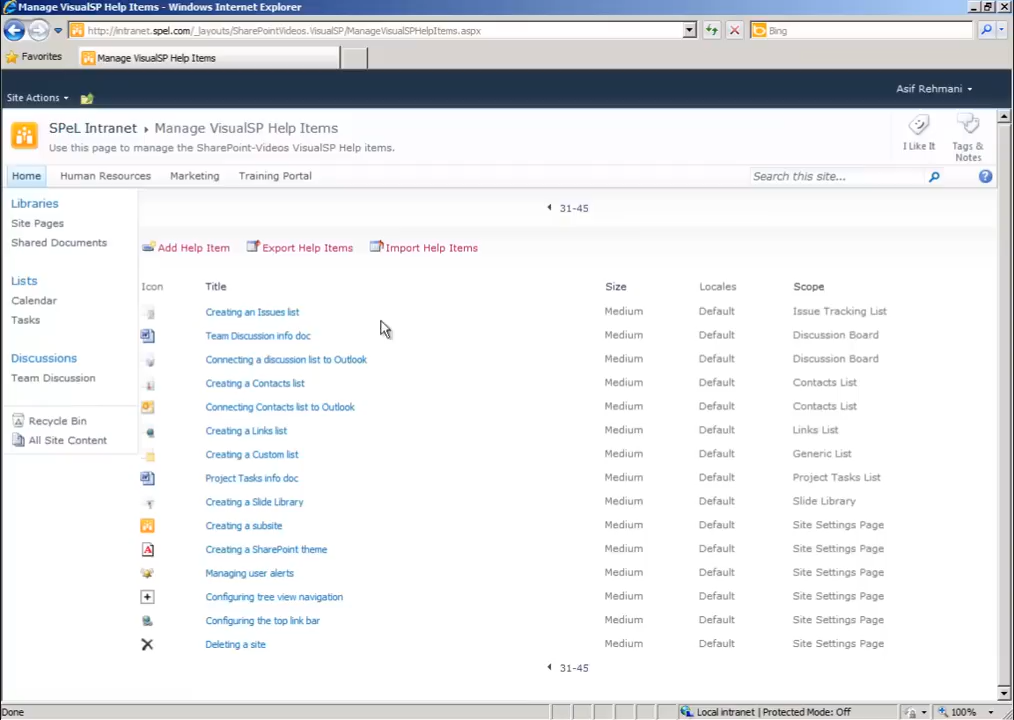 Manage VisualSP Help Items - Windows Internet Explorer
http://intranet.spel.com/_layouts/SharePointVideos.VisualSP/ManageVisualSPHelpItems.aspx
Bing
Favorites
Manage VisualSP Help Items
Site Actions
Asif Rehmani
SPeL Intranet
Manage VisualSP Help Items
Use this page to manage the SharePoint-Videos VisualSP Help items.
I Like It
Tags & Notes
Home Human Resources Marketing Training Portal
Search this site...
Libraries
Site Pages
Shared Documents
Lists
Calendar
Tasks
Discussions
Team Discussion
Recycle Bin
All Site Content
31-45
Add Help Item Export Help Items Import Help Items
Icon Title Size Locales Scope
Creating an Issues list Medium Default Issue Tracking List
Team Discussion info doc Medium Default Discussion Board
Connecting a discussion list to Outlook Medium Default Discussion Board
Creating a Contacts list Medium Default Contacts List
Connecting Contacts list to Outlook Medium Default Contacts List
Creating a Links list Medium Default Links List
Creating a Custom list Medium Default Generic List
Project Tasks info doc Medium Default Project Tasks List
Creating a Slide Library Medium Default Slide Library
Creating a subsite Medium Default Site Settings Page
Creating a SharePoint theme Medium Default Site Settings Page
Managing user alerts Medium Default Site Settings Page
Configuring tree view navigation Medium Default Site Settings Page
Configuring the top link bar Medium Default Site Settings Page
Deleting a site Medium Default Site Settings Page
31-45
Done
Local intranet | Protected Mode: Off
100%